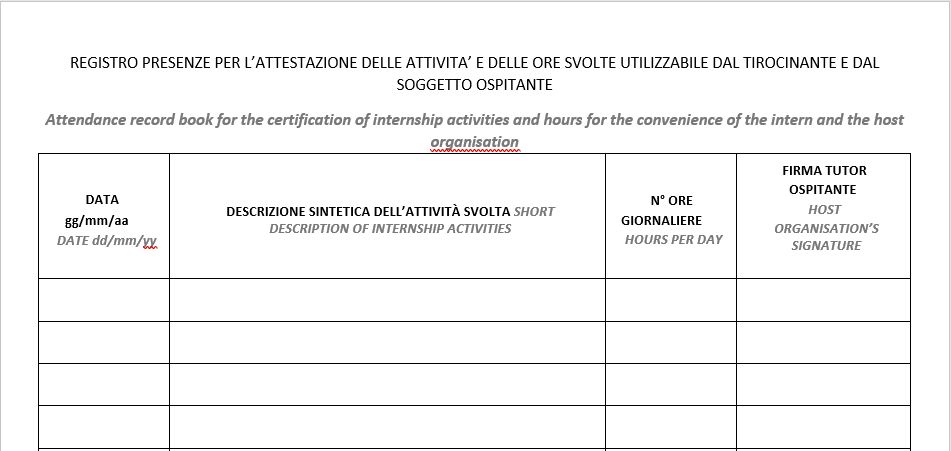 REGISTRO PRESENZE PER L’ATTESTAZIONE DELLE ATTIVITA’ E DELLE ORE SVOLTE UTILIZZABILE DAL TIROCINANTE E DAL
SOGGETTO OSPITANTE
Attendance record book for the certification of internship activities and hours for the convenience of the intern and the host
organisation
DATA
gg/mm/aa
DATE dd/mm/yy
DESCRIZIONE SINTETICA DELL’ATTIVITÀ SVOLTA SHORT
DESCRIPTION OF INTERNSHIP ACTIVITIES
N° ORE
GIORNALIERE
HOURS PER DAY
FIRMA TUTOR
OSPITANTE
HOST
ORGANISATION’S
SIGNATURE